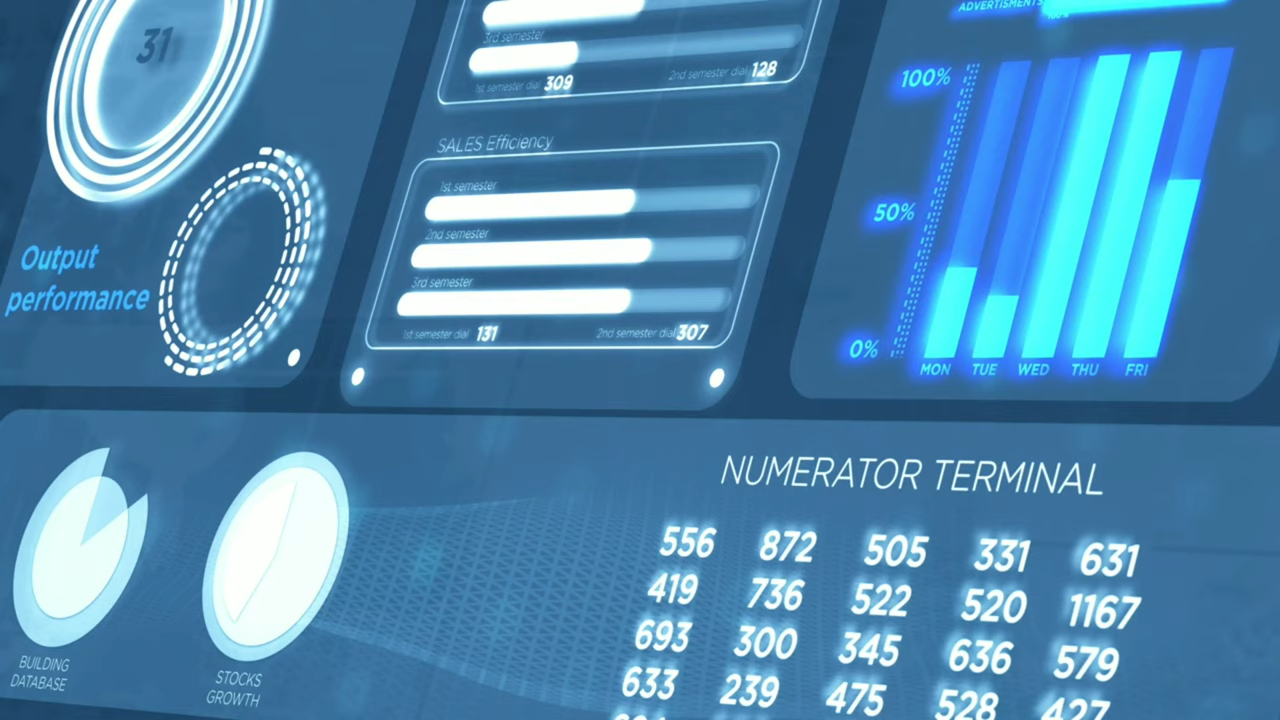 31
Output
performance
3rd semester
1st semester dial 309
2nd semester dial 128
SALES Efficiency
1st semester
2nd semester
3rd semester
1st semester dial 131
2nd semester dial 307
ADVERTISMENTS
100%
100%
50%
0%
MON TUE WED THU FRI
BUILDING
DATABASE
STOCKS
GROWTH
NUMERATOR TERMINAL
556 872 505 331 631
419 736 522 520 1167
693 300 345 636 579
633 239 475 528 427